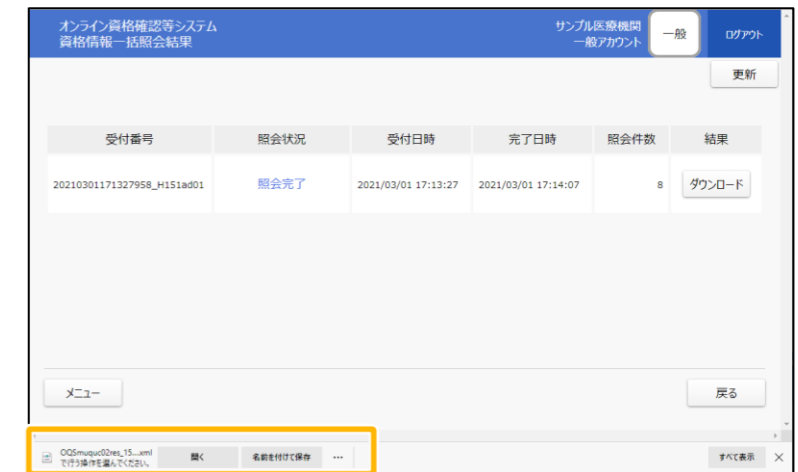 オンライン資格確認等システム
資格情報一括照会結果
サンプル医療機関
一般アカウント
一般
ログアウト
更新
受付番号 照会状況 受付日時 完了日時 照会件数 結果
20210301171327958_H151ad01 照会完了 2021/03/01 17:13:27 2021/03/01 17:14:07 8 ダウンロード
メニュー
戻る
OQSmuquc02res_15....xml
で行う操作を選んでください。
開く
名前を付けて保存
…
すべて表示